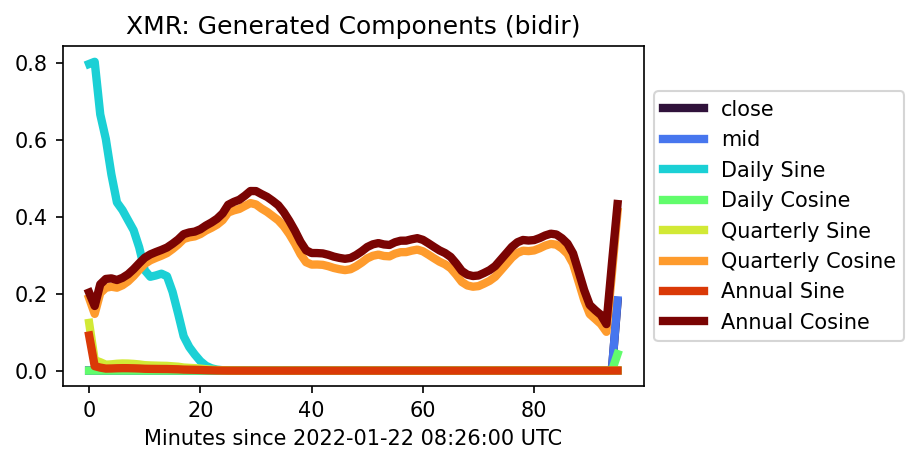 XMR: Generated Components (bidir)
0.8
0.6
0.4
0.2
0.0
0 20 40 60 80
Minutes since 2022-01-22 08:26:00 UTC
close
mid
Daily Sine
Daily Cosine
Quarterly Sine
Quarterly Cosine
Annual Sine
Annual Cosine